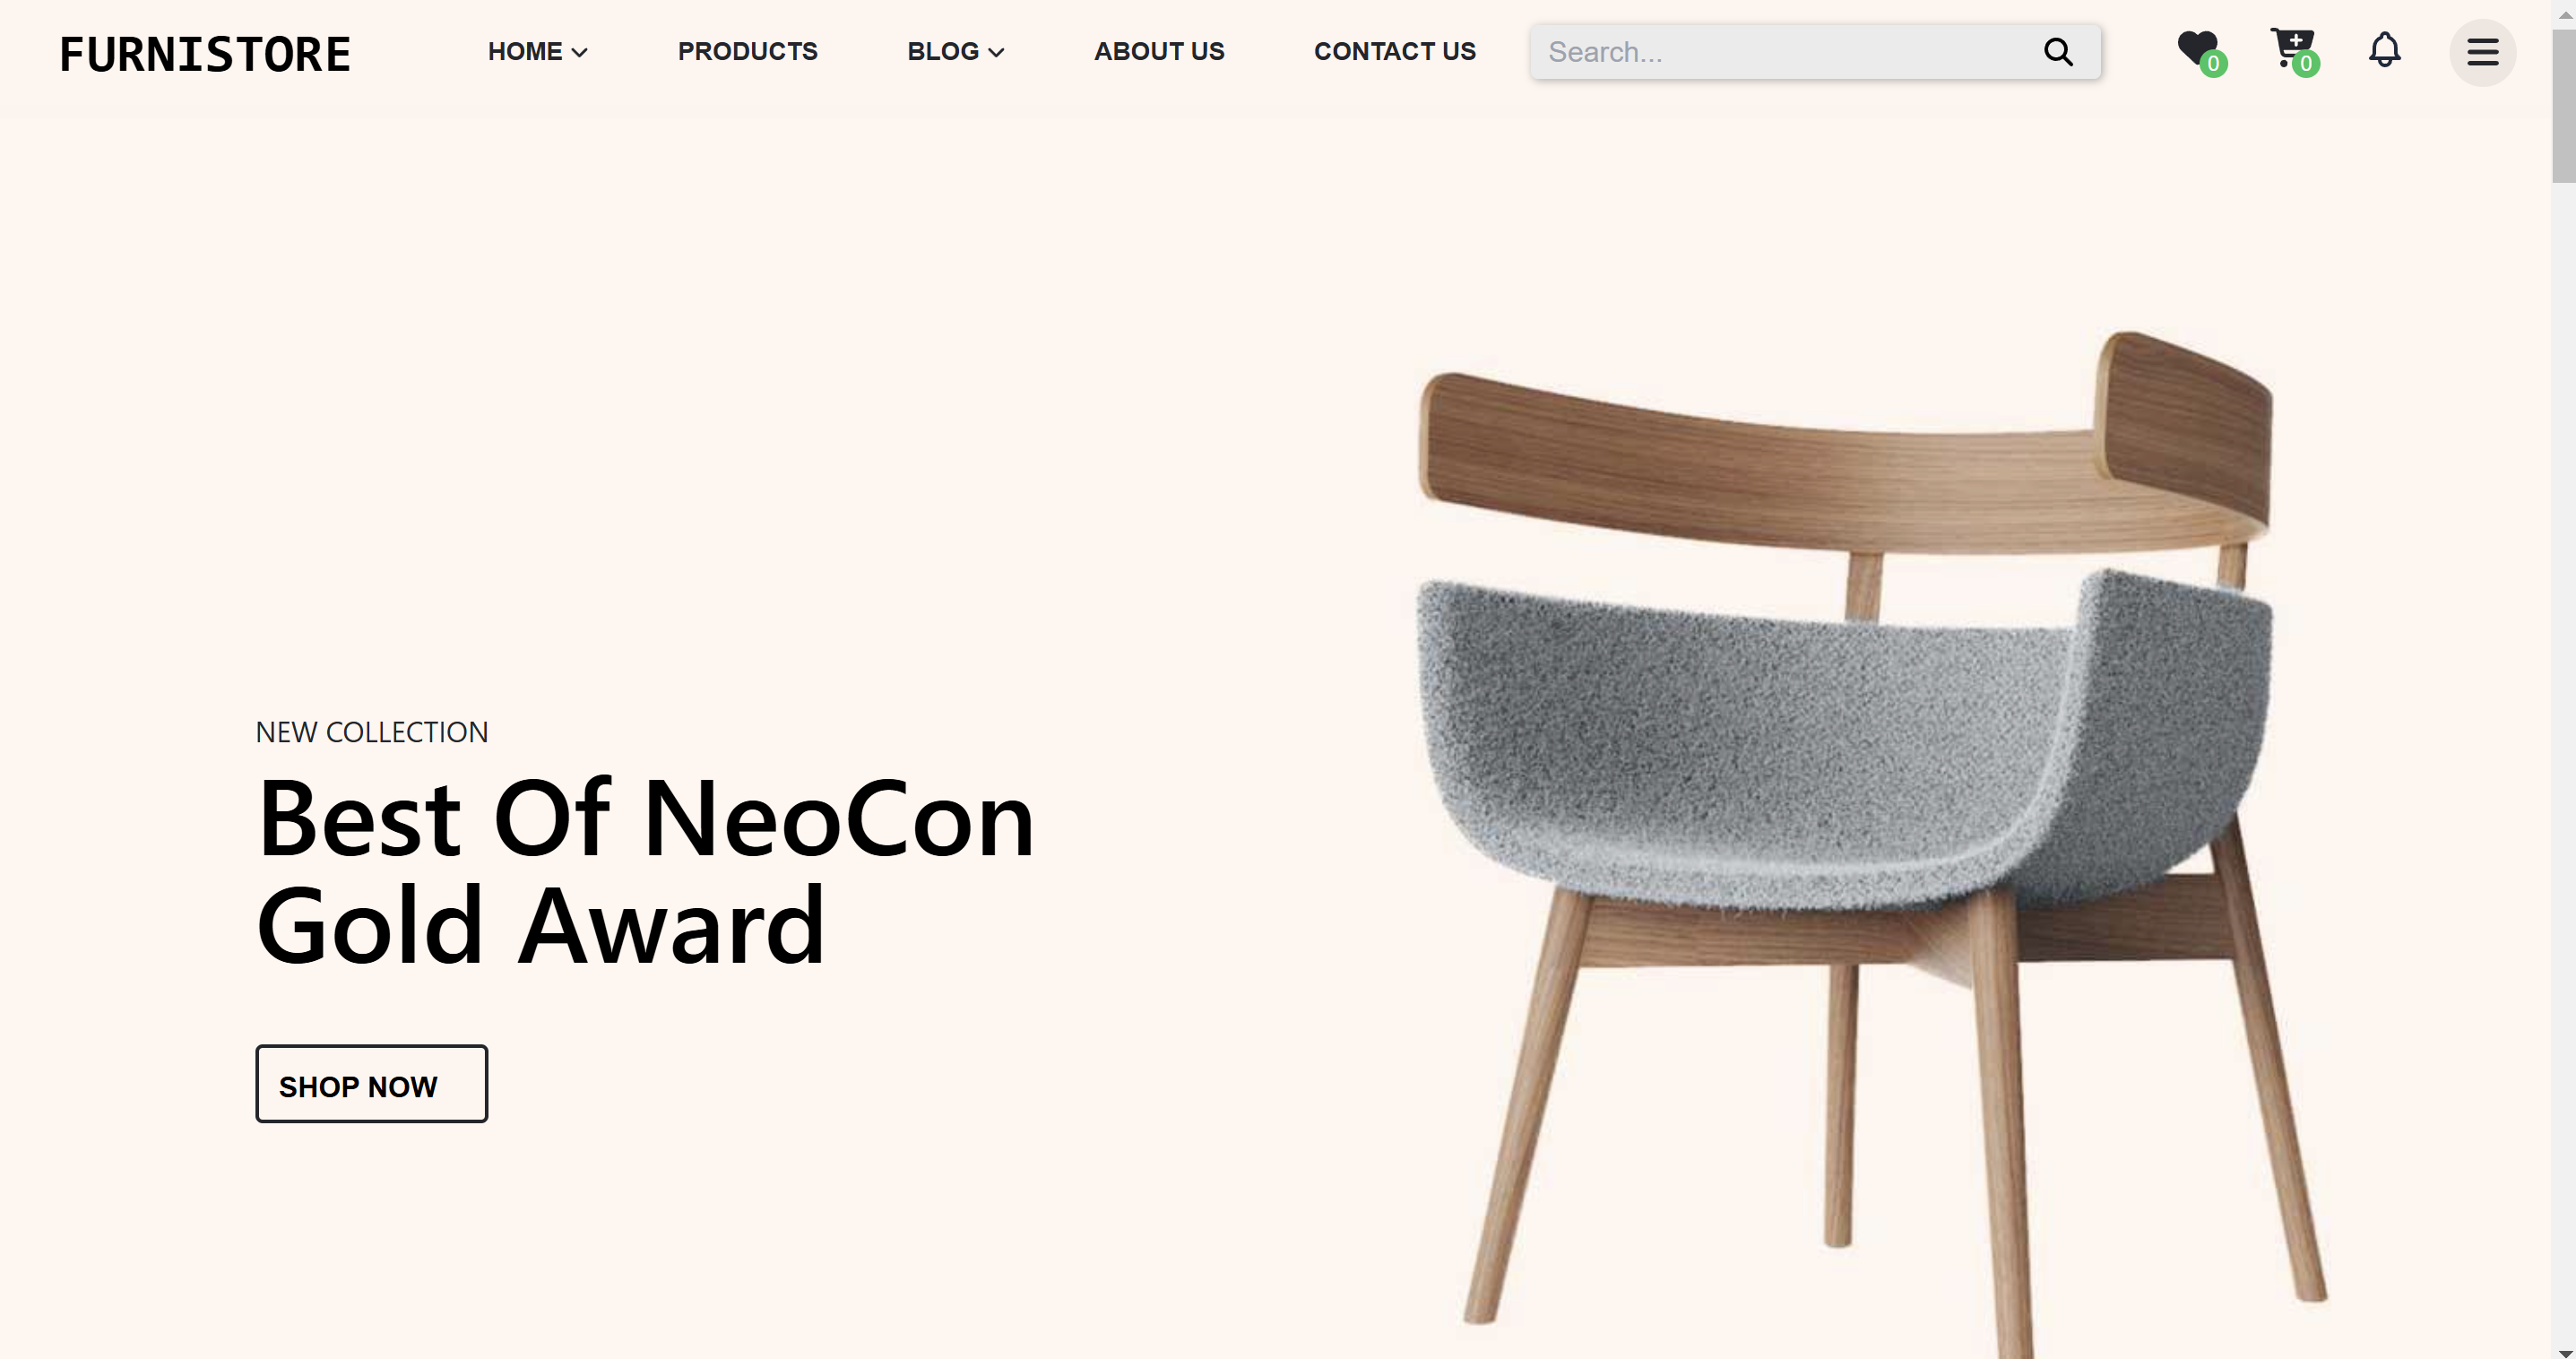 FURNISTORE
HOME
PRODUCTS
BLOG
ABOUT US
CONTACT US
Search...
0
0
NEW COLLECTION
Best Of NeoCon
Gold Award
SHOP NOW